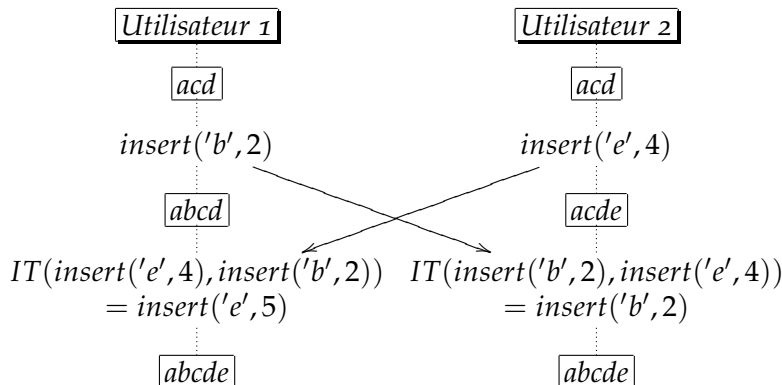 Utilisateur 1 Utilisateur 2
acd acd
insert('b', 2) insert('e', 4)
abcd acde
IT(insert('e', 4), insert('b', 2)) IT(insert('b', 2), insert('e', 4))
= insert('e', 5) = insert('b', 2)
abcde abcde